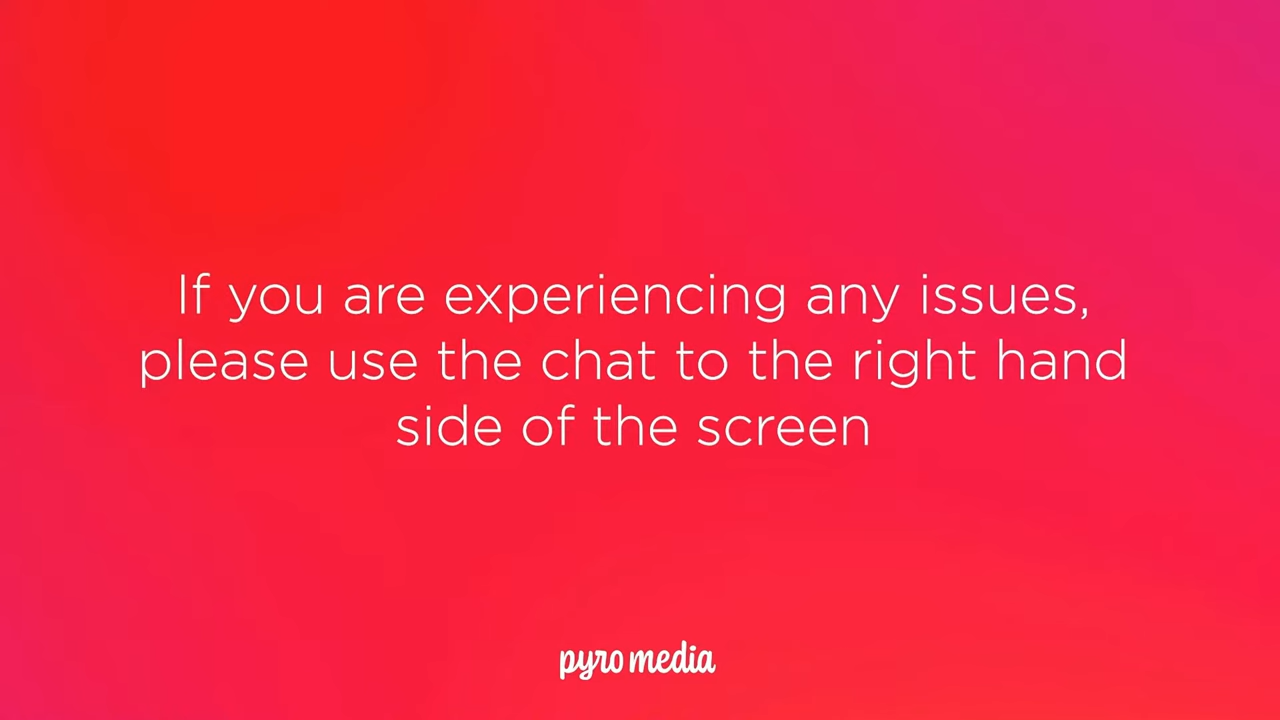 If you are experiencing any issues,
please use the chat to the right hand
side of the screen
pyro media